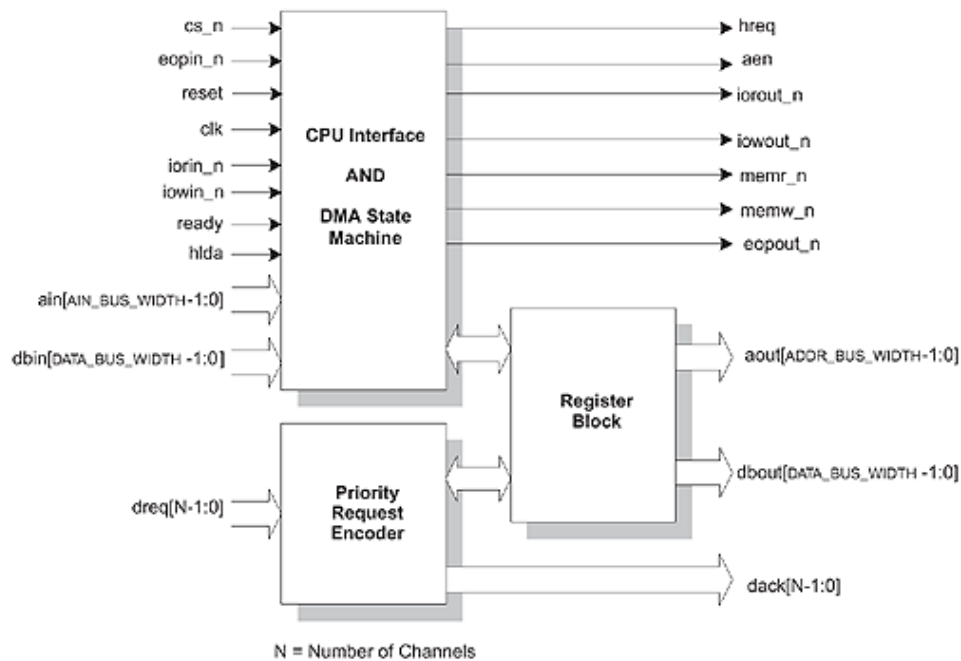 cs_n
eopin_n
reset
clk
iorin_n
iowin_n
ready
hlda
ain[AIN_BUS_WIDTH-1:0]
dbin[DATA_BUS_WIDTH -1:0]
CPU Interface
AND
DMA State
Machine
hreq
aen
iorout_n
iowout_n
memr_n
memw_n
eopout_n
Register
Block
aout[ADDR_BUS_WIDTH-1:0]
dbout[DATA_BUS_WIDTH -1:0]
dreq[N-1:0]
Priority
Request
Encoder
dack[N-1:0]
N = Number of Channels